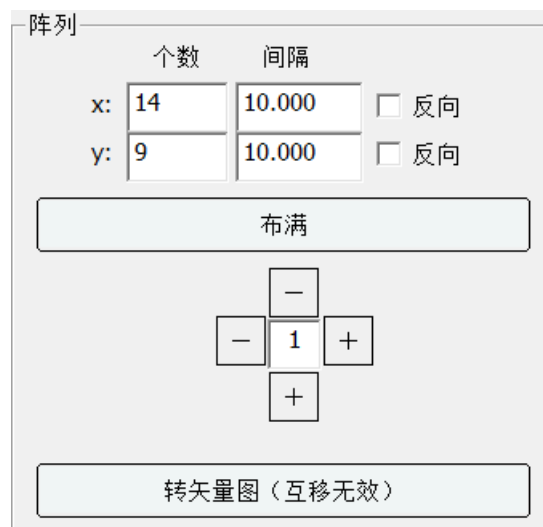 阵列
个数 间隔
x: 14 10.000 反向
y: 9 10.000 反向
布满
−
− 1 +
+
转矢量图（互移无效）